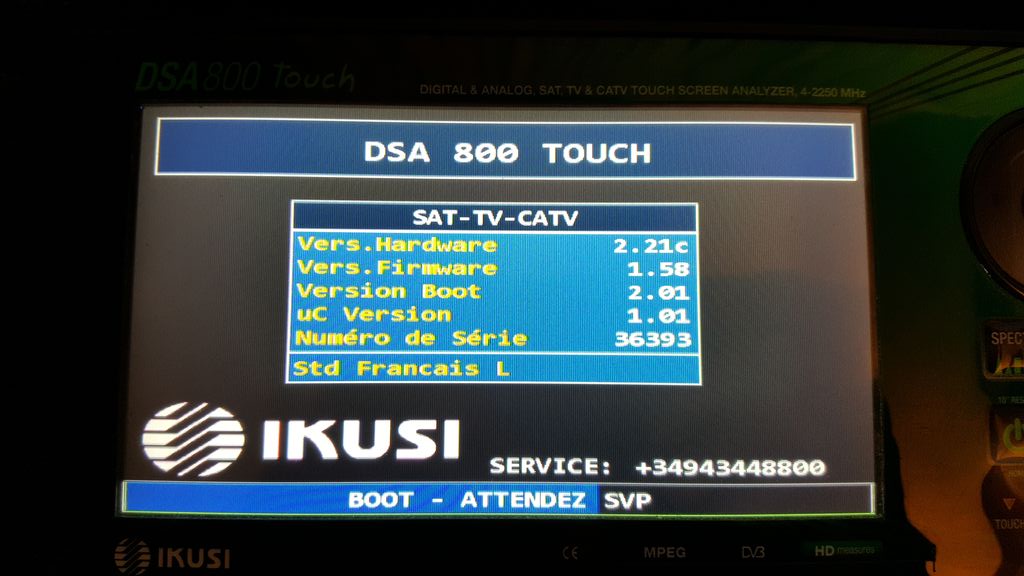 DSA 800 Touch
DIGITAL & ANALOG, SAT, TV & CATV TOUCH SCREEN ANALYZER, 4-2250 MHz
DSA 800 TOUCH
SAT-TV-CATV
Vers.Hardware 2.21c
Vers.Firmware 1.58
Version Boot 2.01
uC Version 1.01
Numéro de Série 36393
Std Francais L
IKUSI
SERVICE: +34943448800
BOOT - ATTENDEZ SVP
IKUSI
CE MPEG DVB HD measures